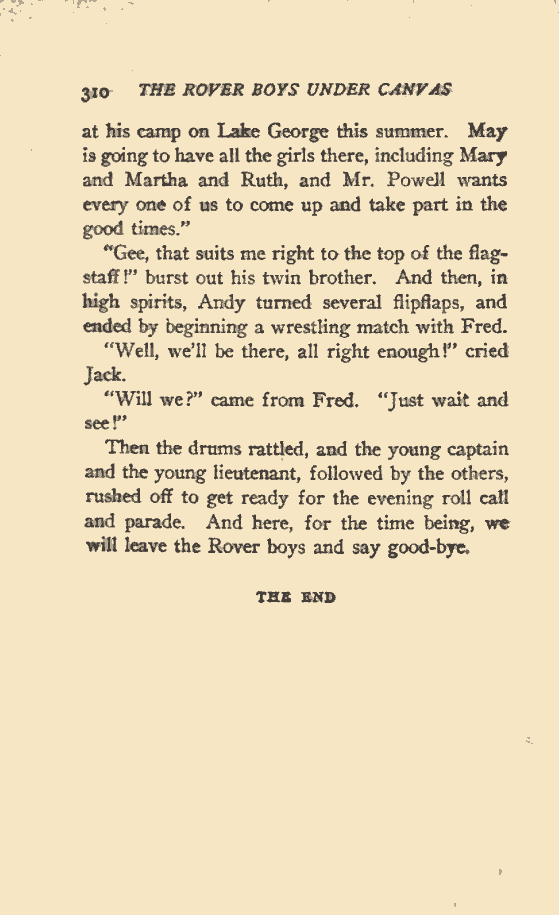 310 THE ROVER BOYS UNDER CANVAS
at his camp on Lake George this summer. May
is going to have all the girls there, including Mary
and Martha and Ruth, and Mr. Powell wants
every one of us to come up and take part in the
good times."
"Gee, that suits me right to the top of the flag-
staff!" burst out his twin brother. And then, in
high spirits, Andy turned several flipflaps, and
ended by beginning a wrestling match with Fred.
"Well, we'll be there, all right enough!" cried
Jack.
"Will we?" came from Fred. "Just wait and
see!"
Then the drums rattled, and the young captain
and the young lieutenant, followed by the others,
rushed off to get ready for the evening roll call
and parade. And here, for the time being, we
will leave the Rover boys and say good-bye.
THE END